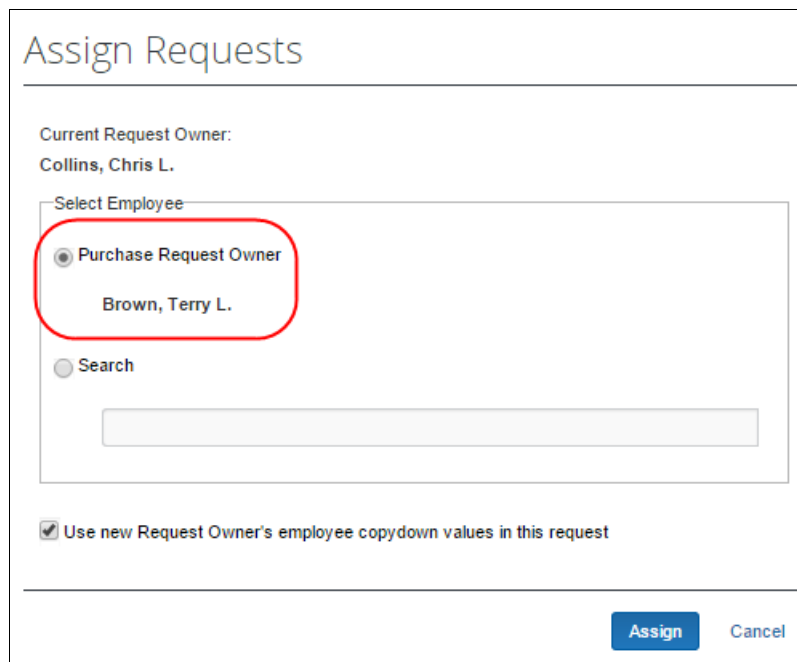 Assign Requests
Current Request Owner:
Collins, Chris L.
Select Employee
Purchase Request Owner
Brown, Terry L.
Search
Use new Request Owner's employee copydown values in this request
Assign Cancel